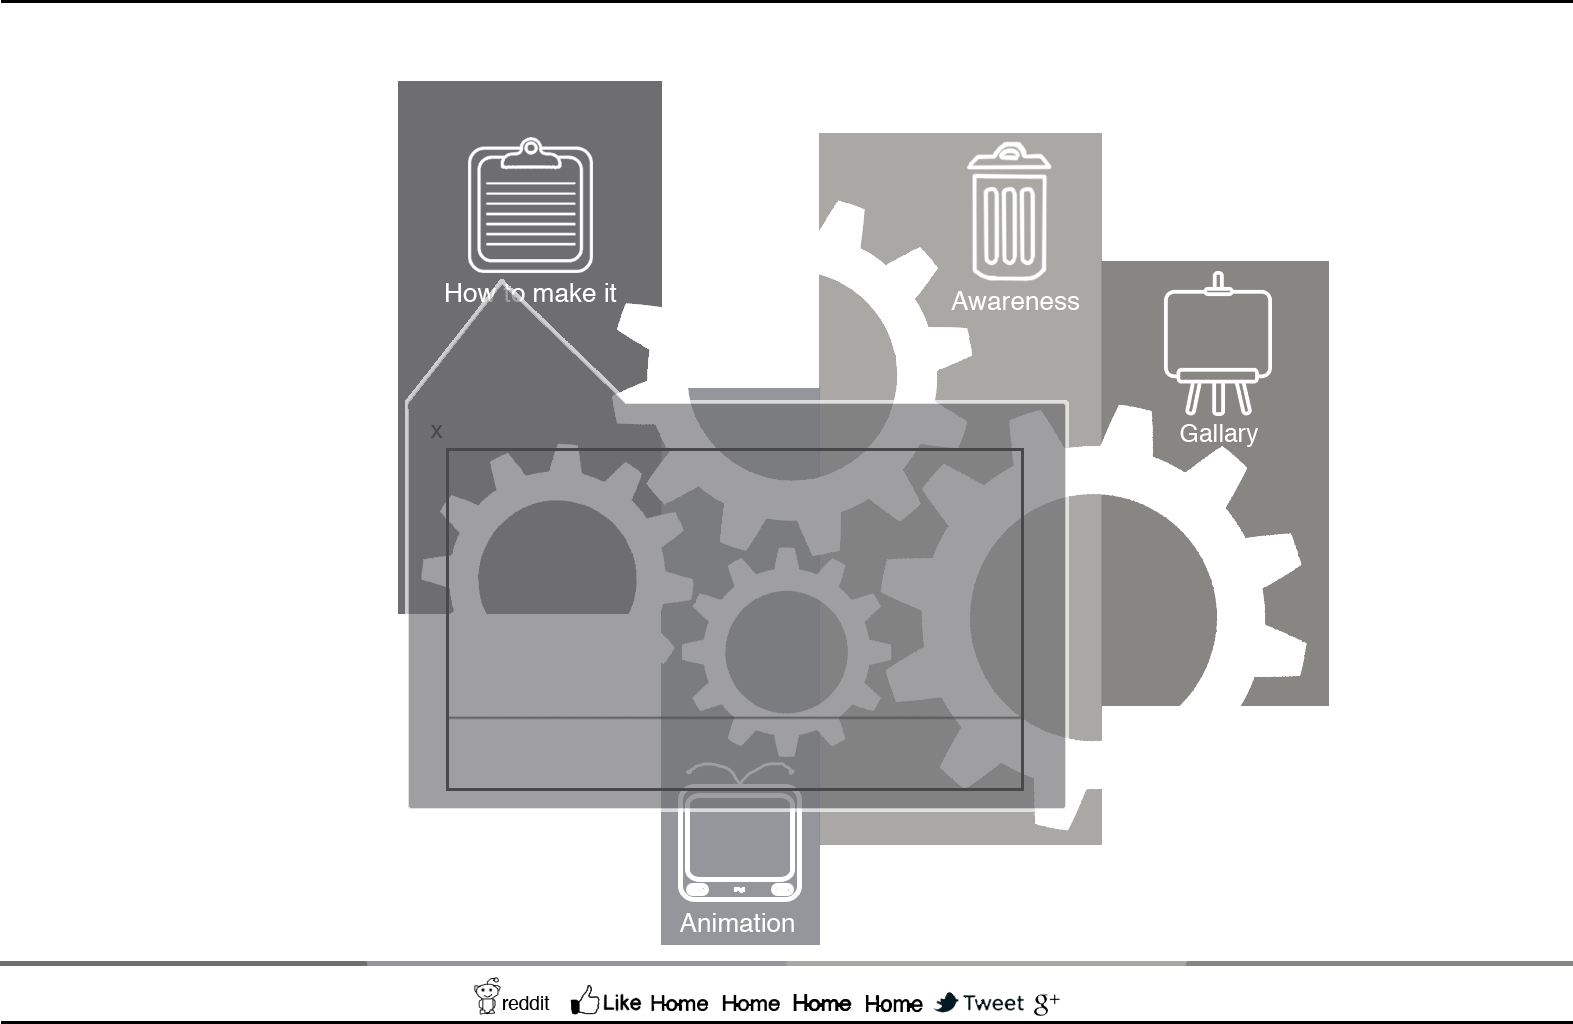 How to make it
Awareness
Gallary
x
Animation
reddit Like Home Home Home Home Tweet g+